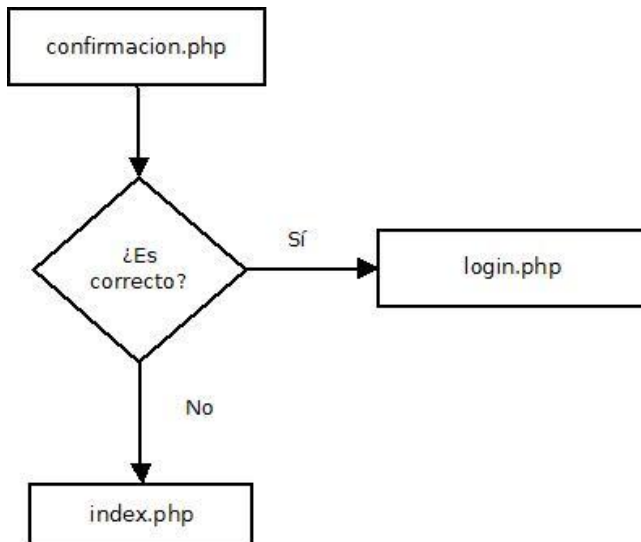 confirmacion.php
¿Es
correcto?
Sí
login.php
No
index.php